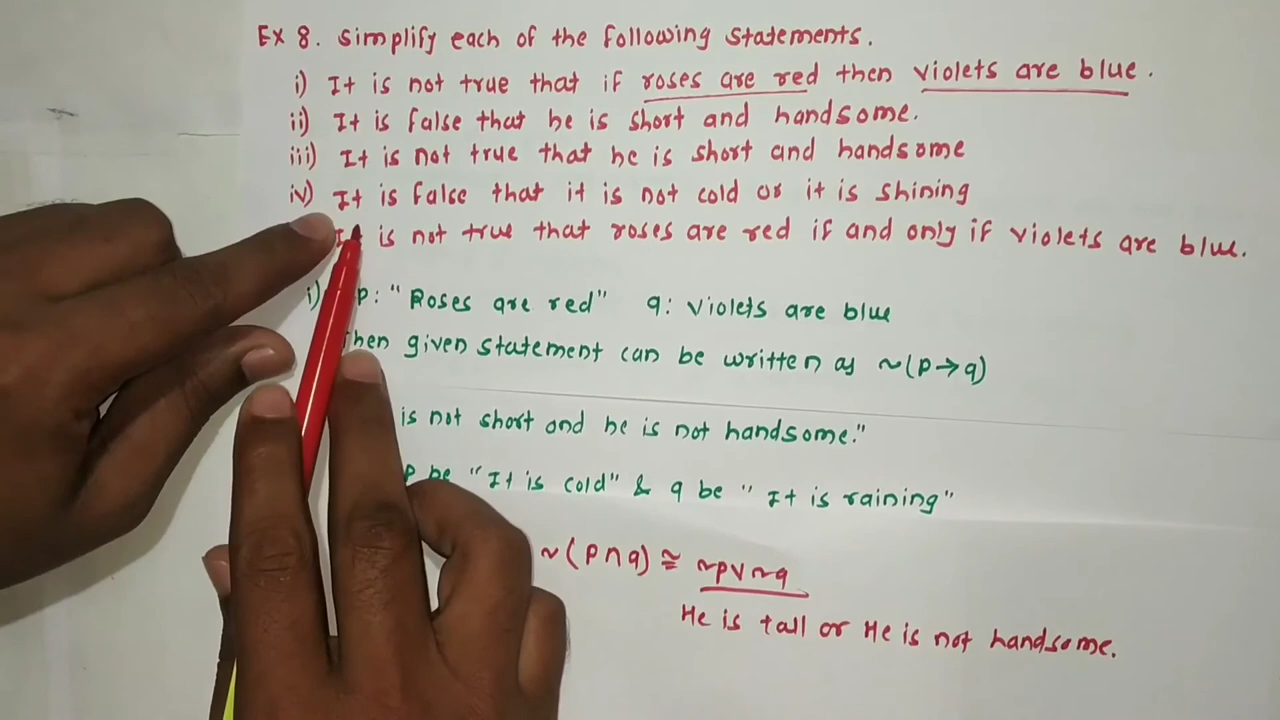 Ex 8. Simplify each of the following statements.
i) It is not true that if roses are red then violets are blue.
ii) It is false that he is short and handsome.
iii) It is not true that he is short and handsome
iv) It is false that it is not cold or it is shining
It is not true that roses are red if and only if violets are blue.
i) p: "Roses are red" q: violets are blue
Then given statement can be written as ~(p→q)
is not short and he is not handsome."
p be "It is cold" & q be "It is raining"
~(p∩q) ≅ ~p∨~q
He is tall or He is not handsome.